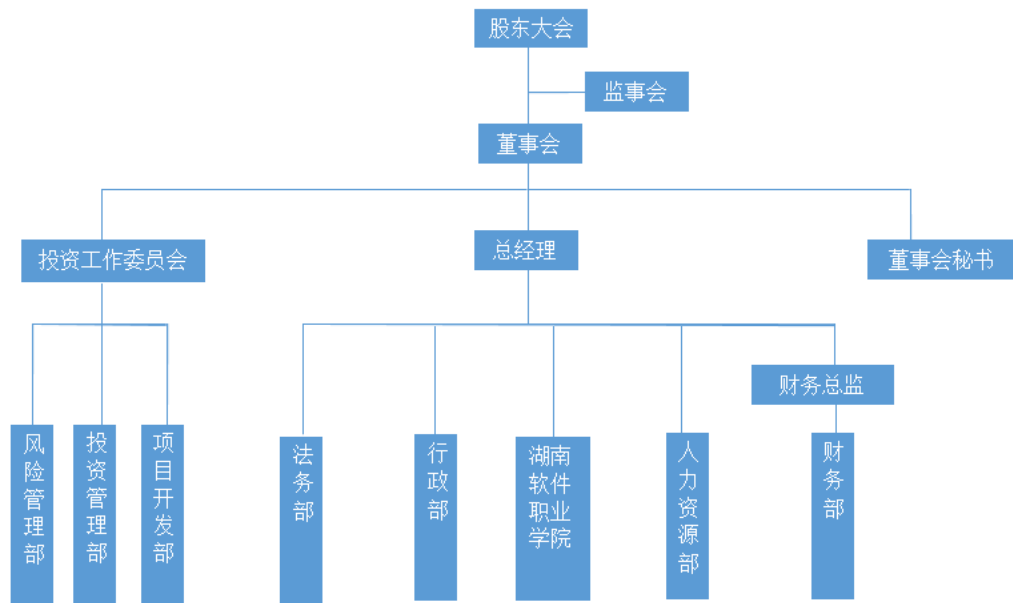 股东大会
监事会
董事会
投资工作委员会
总经理
董事会秘书
财务总监
风险管理部
投资管理部
项目开发部
法务部
行政部
湖南
软件
职业
学院
人力资源部
财务部